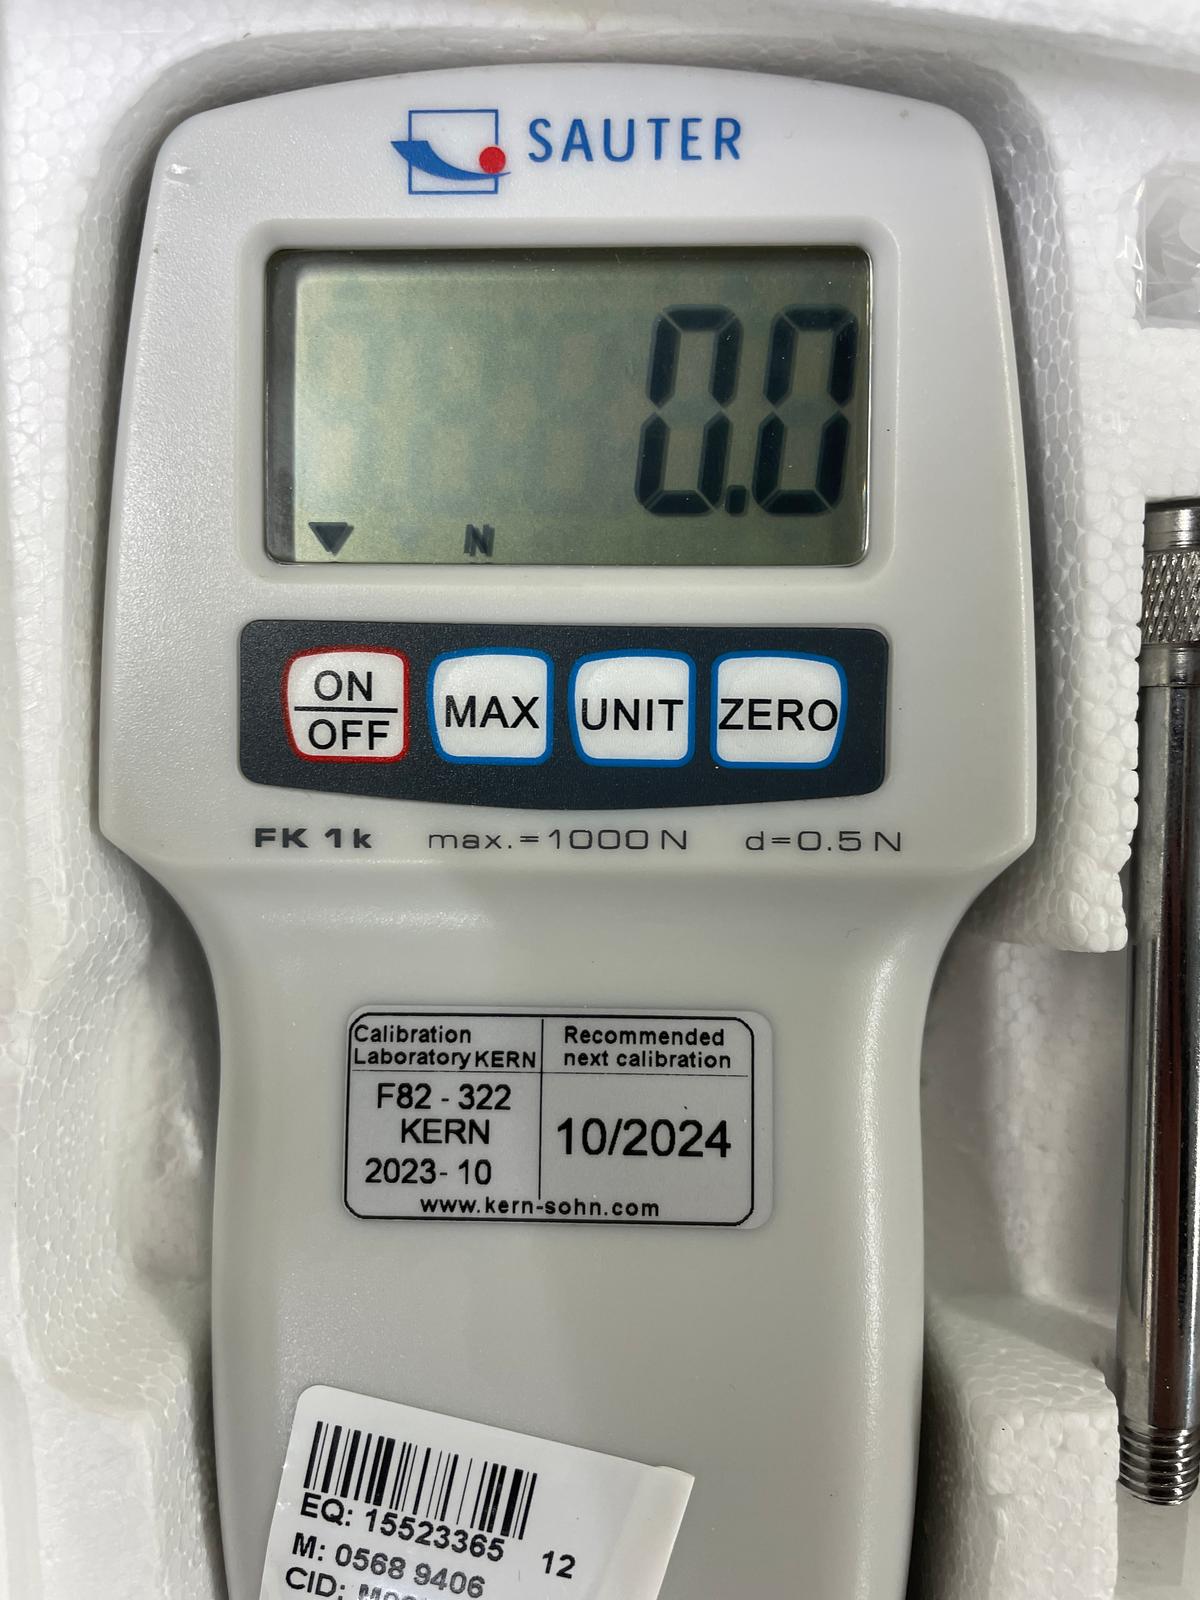 SAUTER
0.0
N
ON
OFF
MAX
UNIT
ZERO
FK 1k max.=1000N d=0.5N
Calibration
Laboratory KERN
F82 - 322
KERN
2023- 10
Recommended
next calibration
10/2024
www.kern-sohn.com
EQ: 15523365 12
M: 0568 9406
CID: